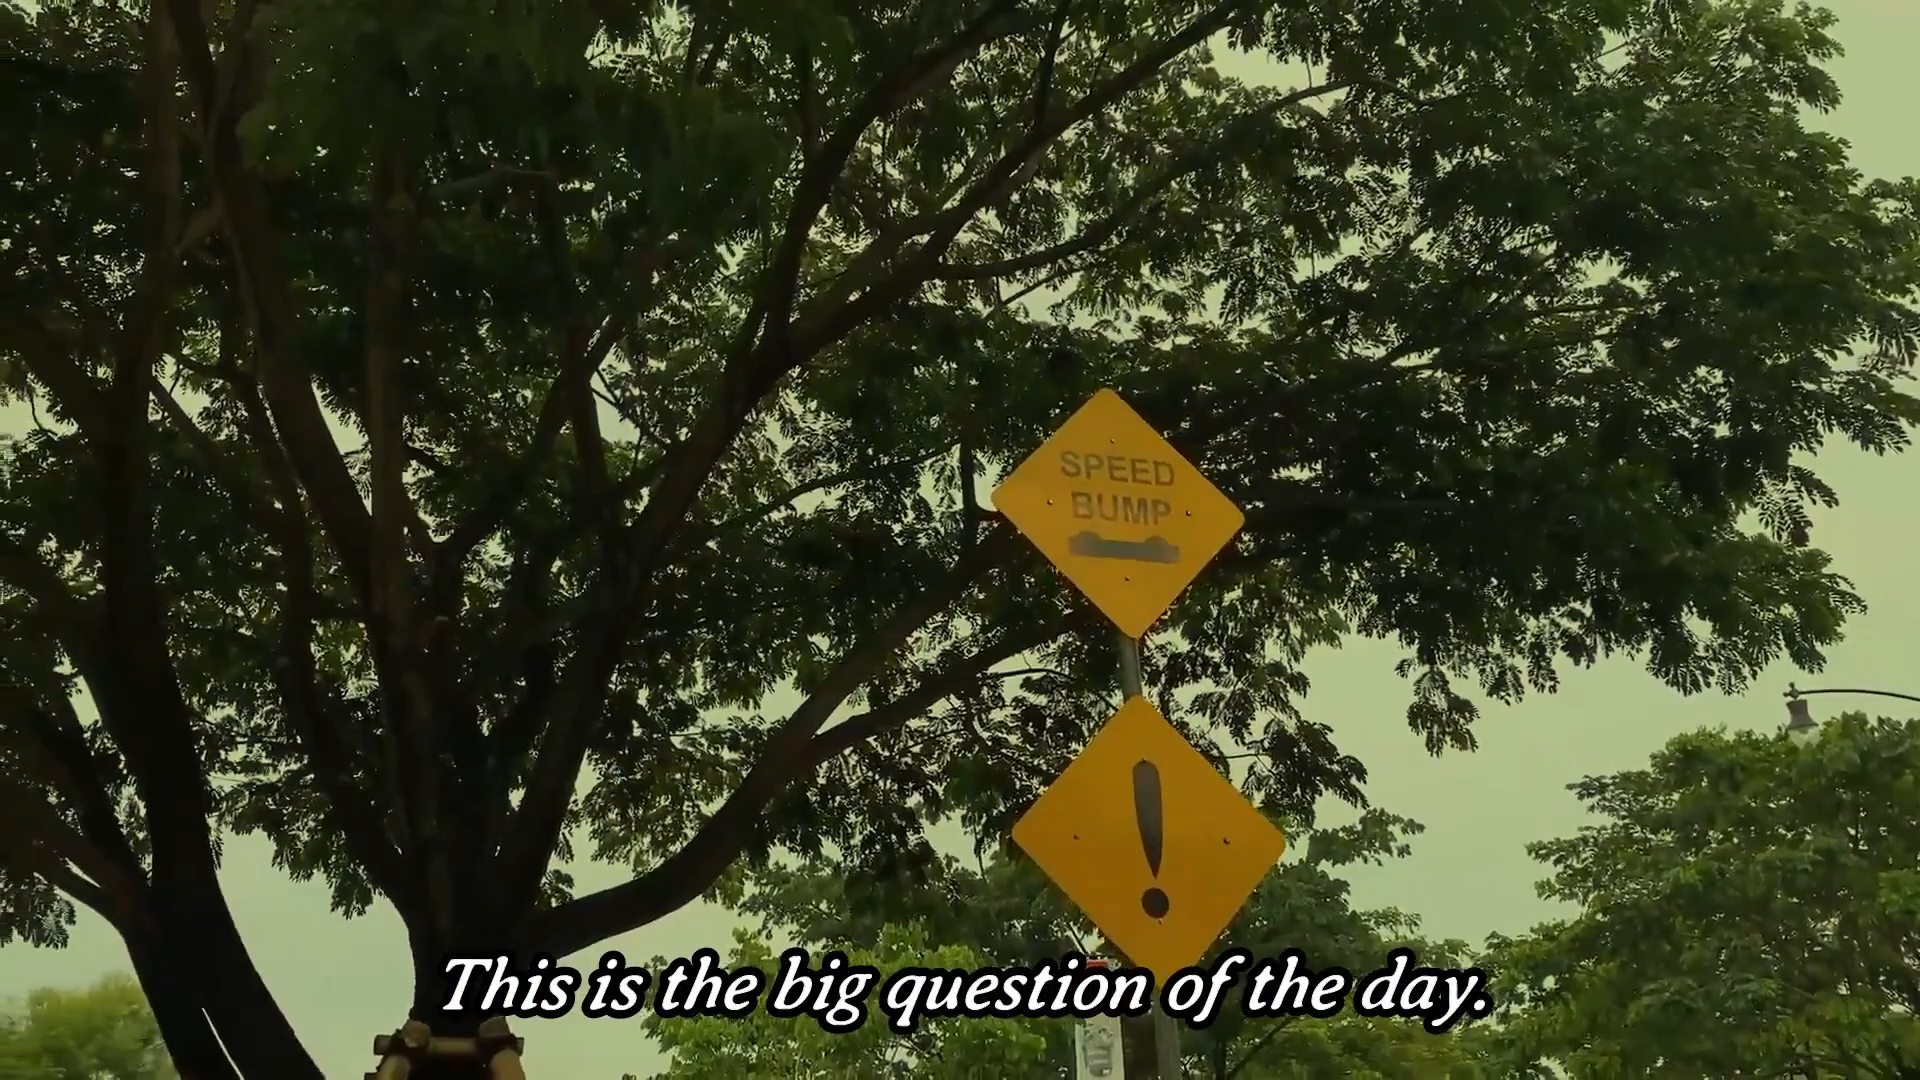 SPEED
BUMP
!
This is the big question of the day.